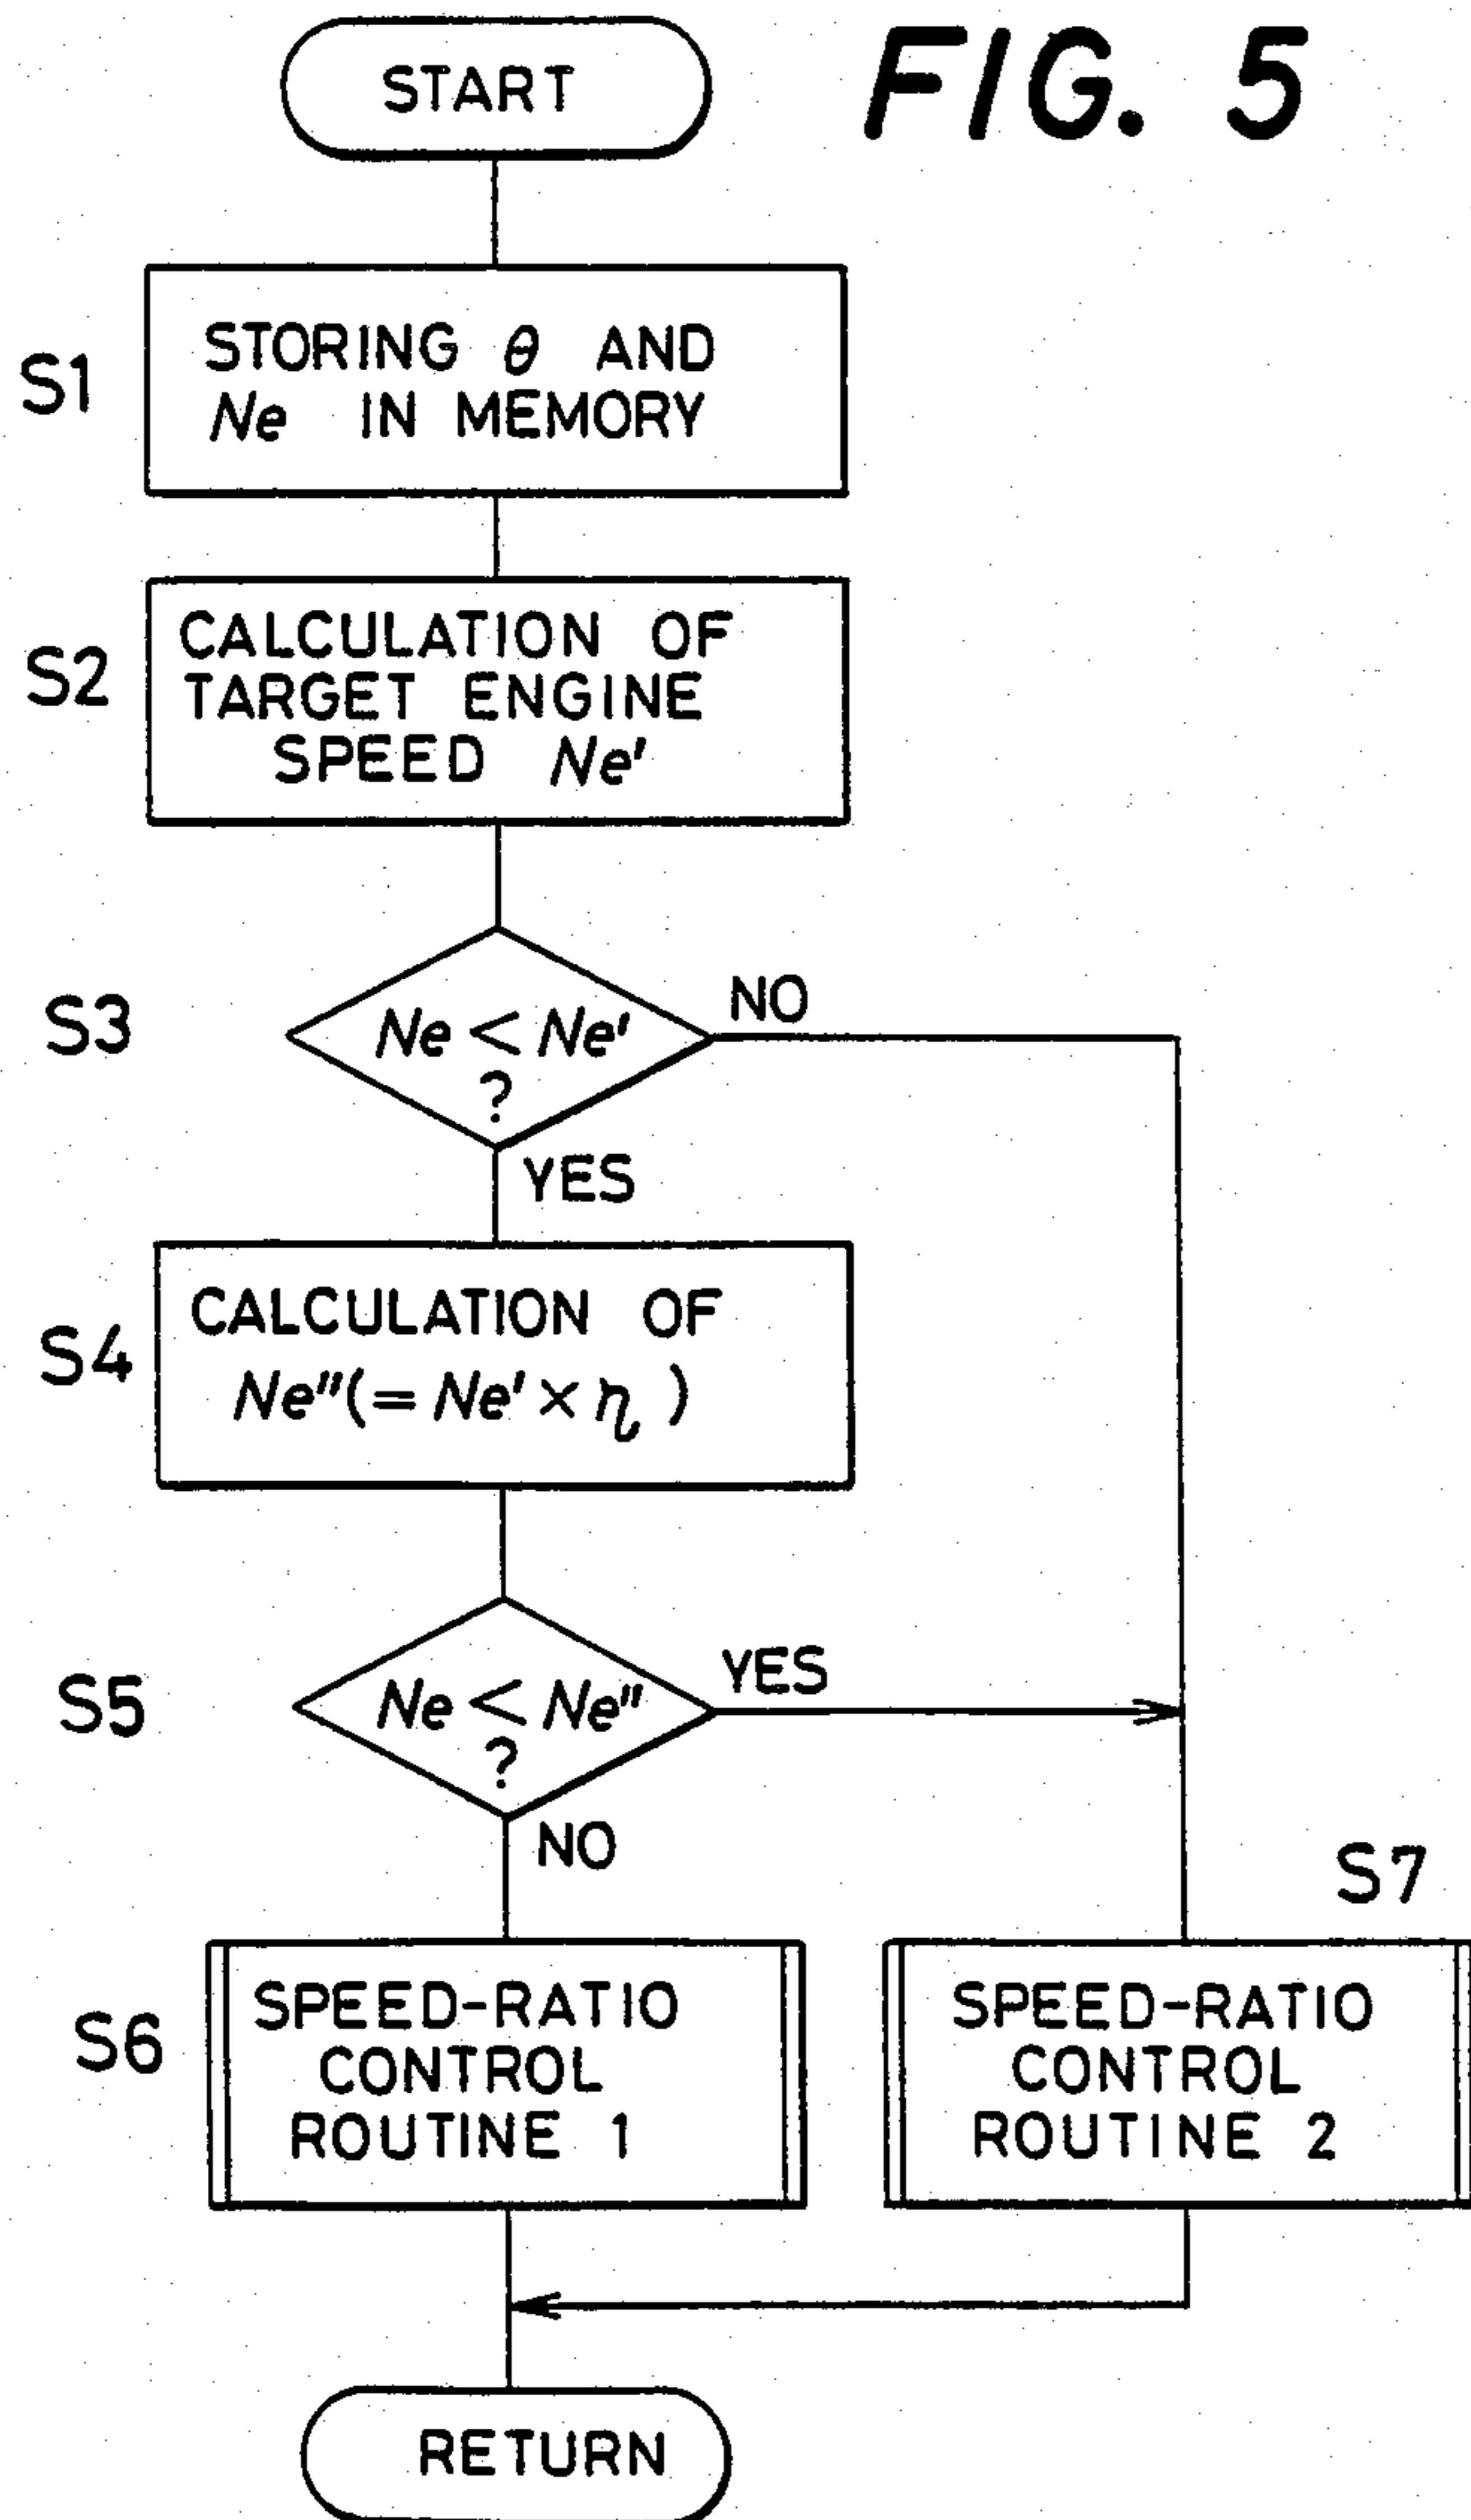 START
FIG. 5
S1
STORING θ AND
Ne IN MEMORY
S2
CALCULATION OF
TARGET ENGINE
SPEED Ne'
S3
Ne < Ne'
?
NO
YES
S4
CALCULATION OF
Ne"(= Ne' × η )
S5
Ne < Ne"
?
YES
NO
S6
SPEED-RATIO
CONTROL
ROUTINE 1
S7
SPEED-RATIO
CONTROL
ROUTINE 2
RETURN